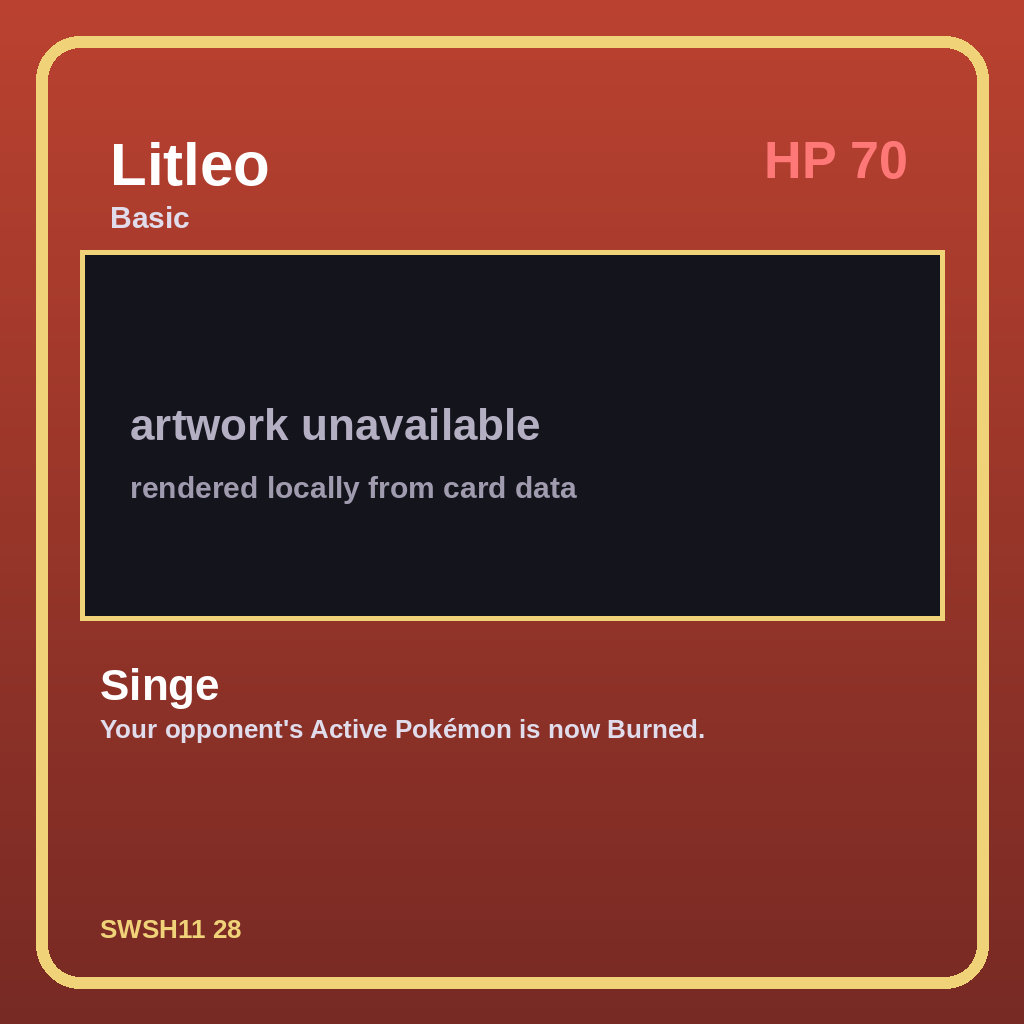 Litleo
HP 70
Basic
artwork unavailable
rendered locally from card data
Singe
Your opponent's Active Pokémon is now Burned.
SWSH11 28